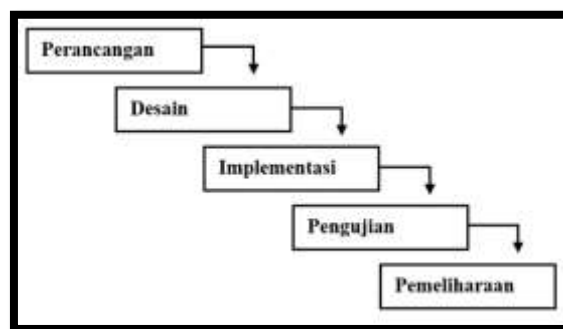 Perancangan
Desain
Implementasi
Pengujian
Pemeliharaan